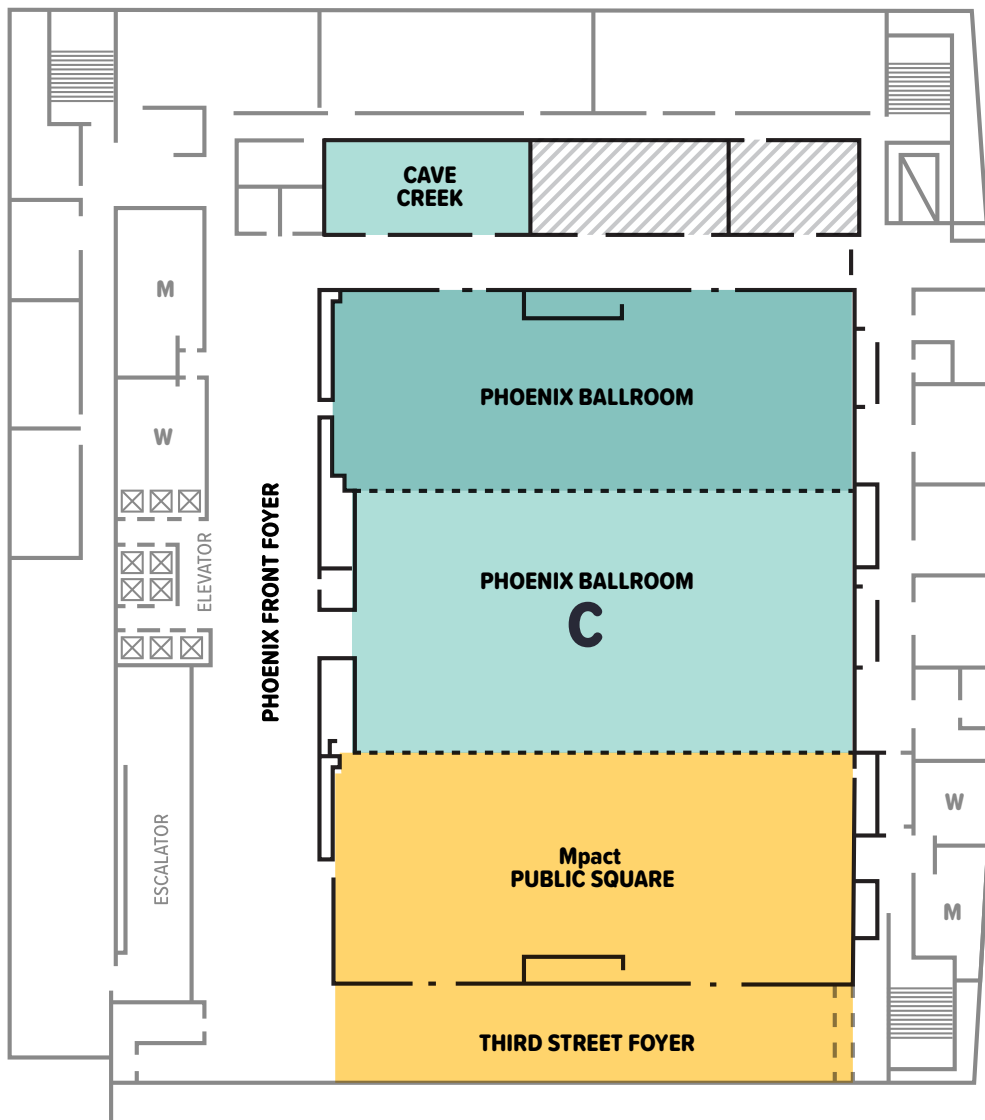 CAVE
CREEK
M
PHOENIX BALLROOM
W
PHOENIX FRONT FOYER
ELEVATOR
PHOENIX BALLROOM
C
W
ESCALATOR
Mpact
PUBLIC SQUARE
M
THIRD STREET FOYER